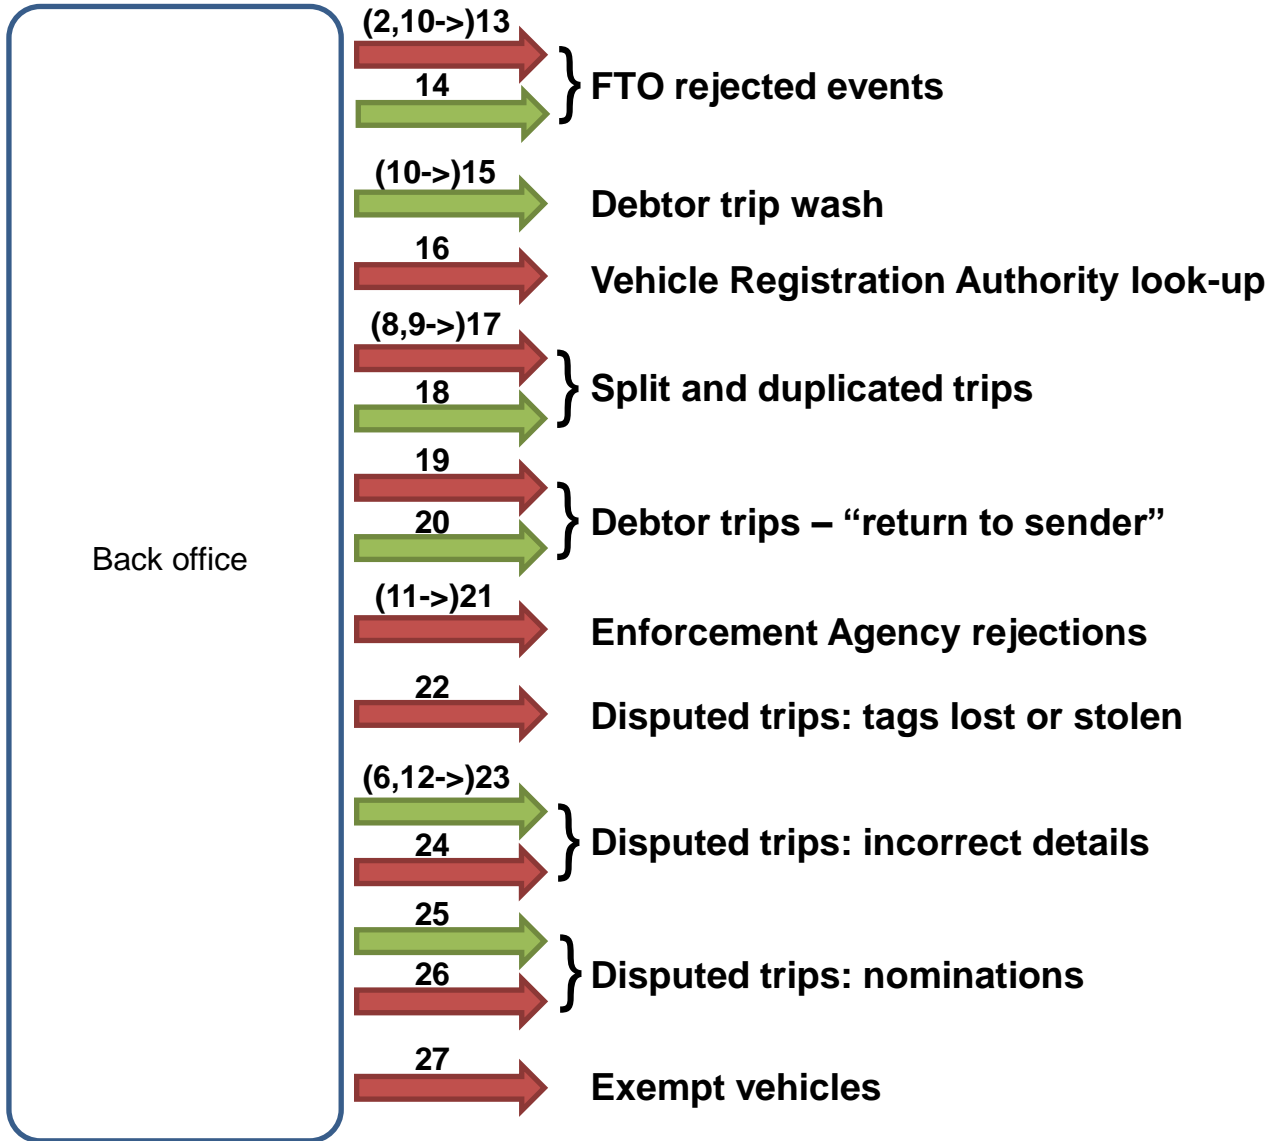 (2,10->)13
14
} FTO rejected events
(10->)15
Debtor trip wash
16
Vehicle Registration Authority look-up
(8,9->)17
18
} Split and duplicated trips
19
20
} Debtor trips – “return to sender”
Back office
(11->)21
Enforcement Agency rejections
22
Disputed trips: tags lost or stolen
(6,12->)23
24
} Disputed trips: incorrect details
25
26
} Disputed trips: nominations
27
Exempt vehicles